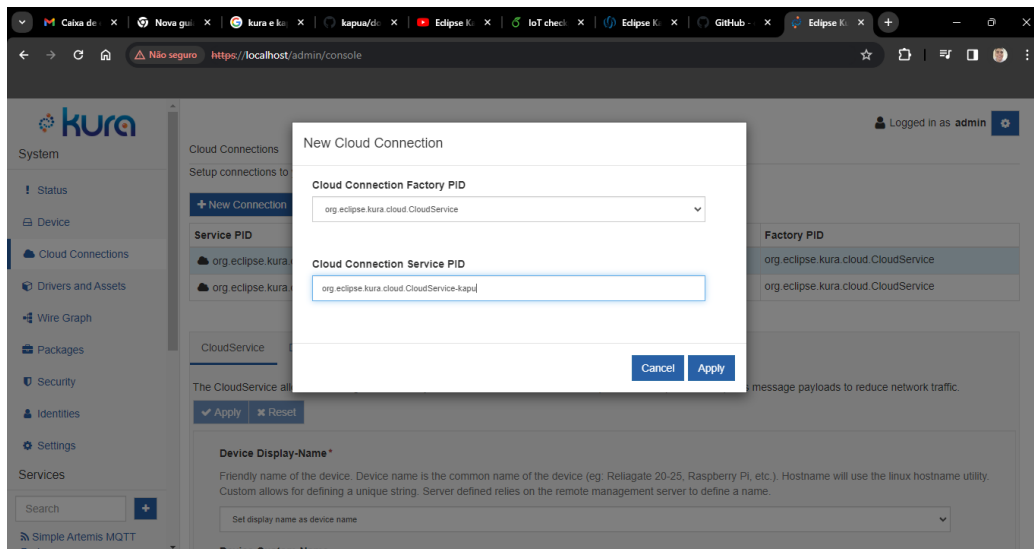 Caixa de
Nova gui
kura e ka
kapua/do
Edipse K
IoT check
Eclipse K
GitHub -
Edipse K
Não seguro https://localhost/admin/console
kura
Logged in as admin
System
Cloud Connections
New Cloud Connection
Setup connections to
Cloud Connection Factory PID
! Status
org.eclipse.kura.cloud.CloudService
+ New Connection
Device
Service PID
Factory PID
Cloud Connections
org.eclipse.kura.
Cloud Connection Service PID
org.eclipse.kura.cloud.CloudService
Drivers and Assets
org.eclipse.kura.
org.eclipse.kura.cloud.CloudService-kapu
org.eclipse.kura.cloud.CloudService
Wire Graph
Packages
CloudService
Cancel Apply
Security
The CloudService all
message payloads to reduce network traffic.
Identities
Apply Reset
Settings
Device Display-Name*
Services
Friendly name of the device. Device name is the common name of the device (eg: Reliagate 20-25, Raspberry Pi, etc.). Hostname will use the linux hostname utility.
Custom allows for defining a unique string. Server defined relies on the remote management server to define a name.
Search +
Set display name as device name
Simple Artemis MQTT